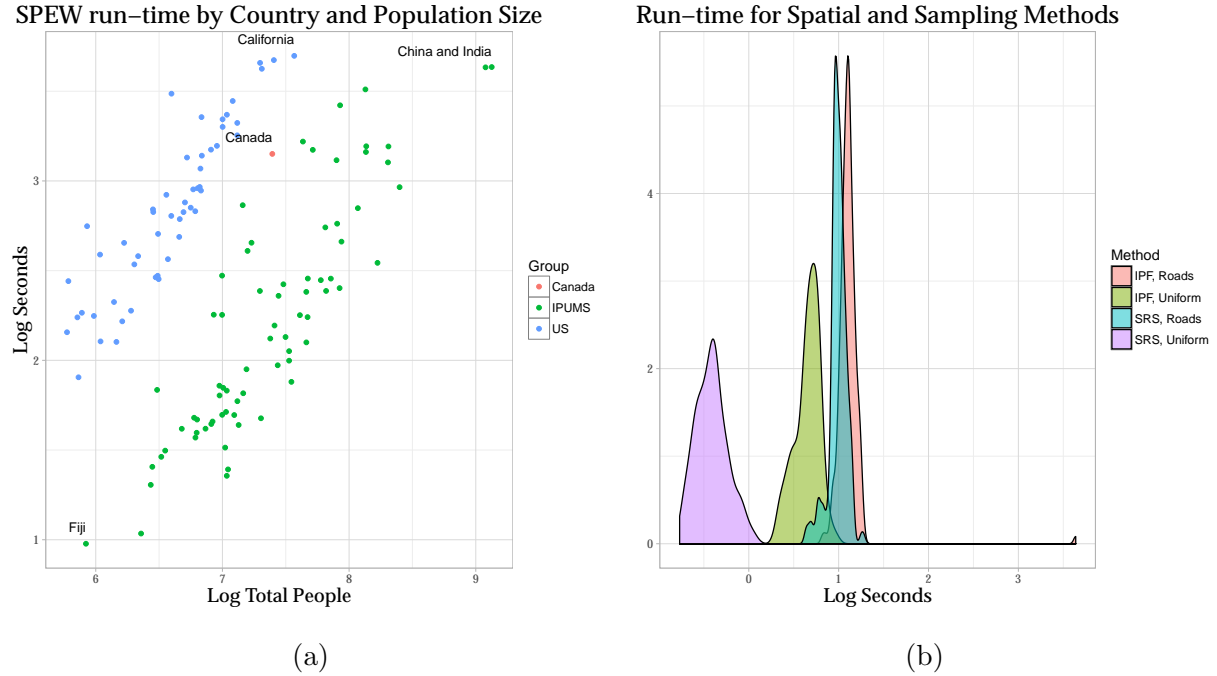 SPEW run−time by Country and Population Size
California
China and India
Canada
Fiji
3
2
1
Log Seconds
6
7
8
9
Log Total People
Group
Canada
IPUMS
US
(a)
Run−time for Spatial and Sampling Methods
4
2
0
0
1
2
3
Log Seconds
Method
IPF, Roads
IPF, Uniform
SRS, Roads
SRS, Uniform
(b)